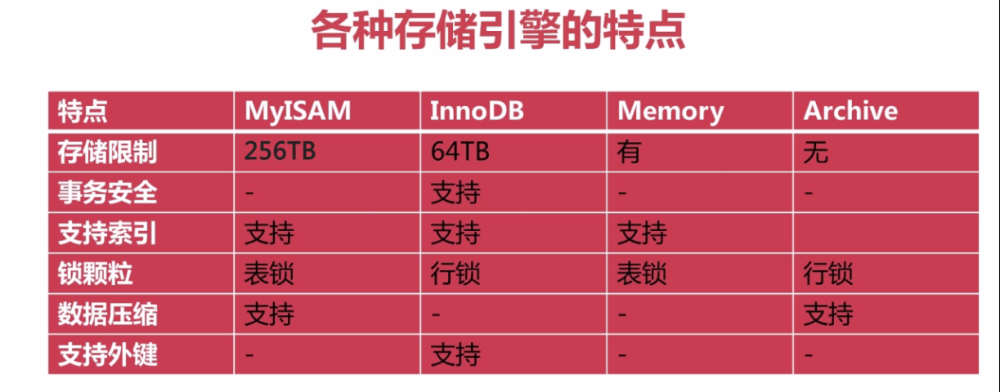 各种存储引擎的特点
特点 MyISAM InnoDB Memory Archive
存储限制 256TB 64TB 有 无
事务安全 - 支持 - -
支持索引 支持 支持 支持
锁颗粒 表锁 行锁 表锁 行锁
数据压缩 支持 - - 支持
支持外键 - 支持 - -